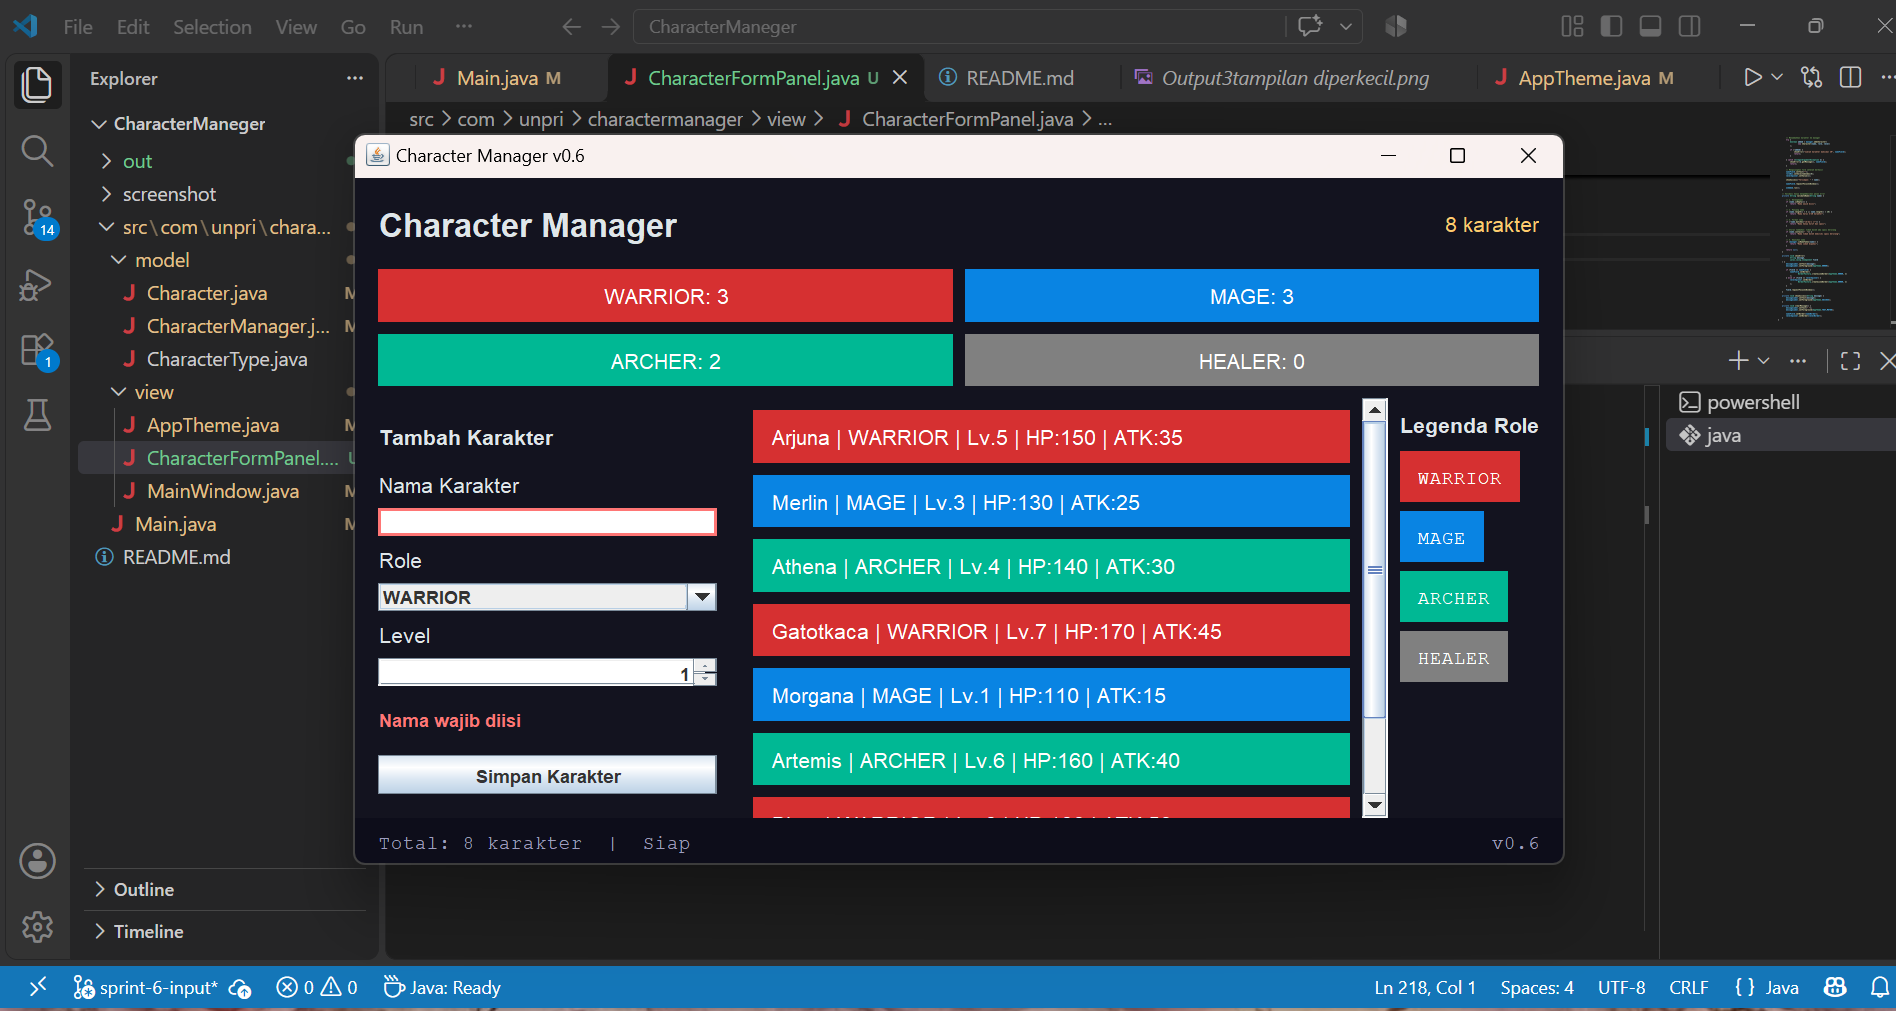 File Edit Selection View Go Run ···
CharacterManeger
Explorer
CharacterManeger
out
screenshot
src\com\unpri\chara...
model
Character.java M
CharacterManager.j... M
CharacterType.java
view
AppTheme.java M
CharacterFormPanel.... U
MainWindow.java M
Main.java M
README.md
14
1
Outline
Timeline
Main.java M
CharacterFormPanel.java U
README.md
Output3tampilan diperkecil.png
AppTheme.java M
src > com > unpri > charactermanager > view > CharacterFormPanel.java > ...
Character Manager v0.6
Character Manager
8 karakter
WARRIOR: 3
MAGE: 3
ARCHER: 2
HEALER: 0
Tambah Karakter
Nama Karakter
Role
WARRIOR
Level
1
Nama wajib diisi
Simpan Karakter
Arjuna | WARRIOR | Lv.5 | HP:150 | ATK:35
Merlin | MAGE | Lv.3 | HP:130 | ATK:25
Athena | ARCHER | Lv.4 | HP:140 | ATK:30
Gatotkaca | WARRIOR | Lv.7 | HP:170 | ATK:45
Morgana | MAGE | Lv.1 | HP:110 | ATK:15
Artemis | ARCHER | Lv.6 | HP:160 | ATK:40
Legenda Role
WARRIOR
MAGE
ARCHER
HEALER
Total: 8 karakter | Siap
v0.6
powershell
java
sprint-6-input* 0 0 Java: Ready
Ln 218, Col 1 Spaces: 4 UTF-8 CRLF {} Java